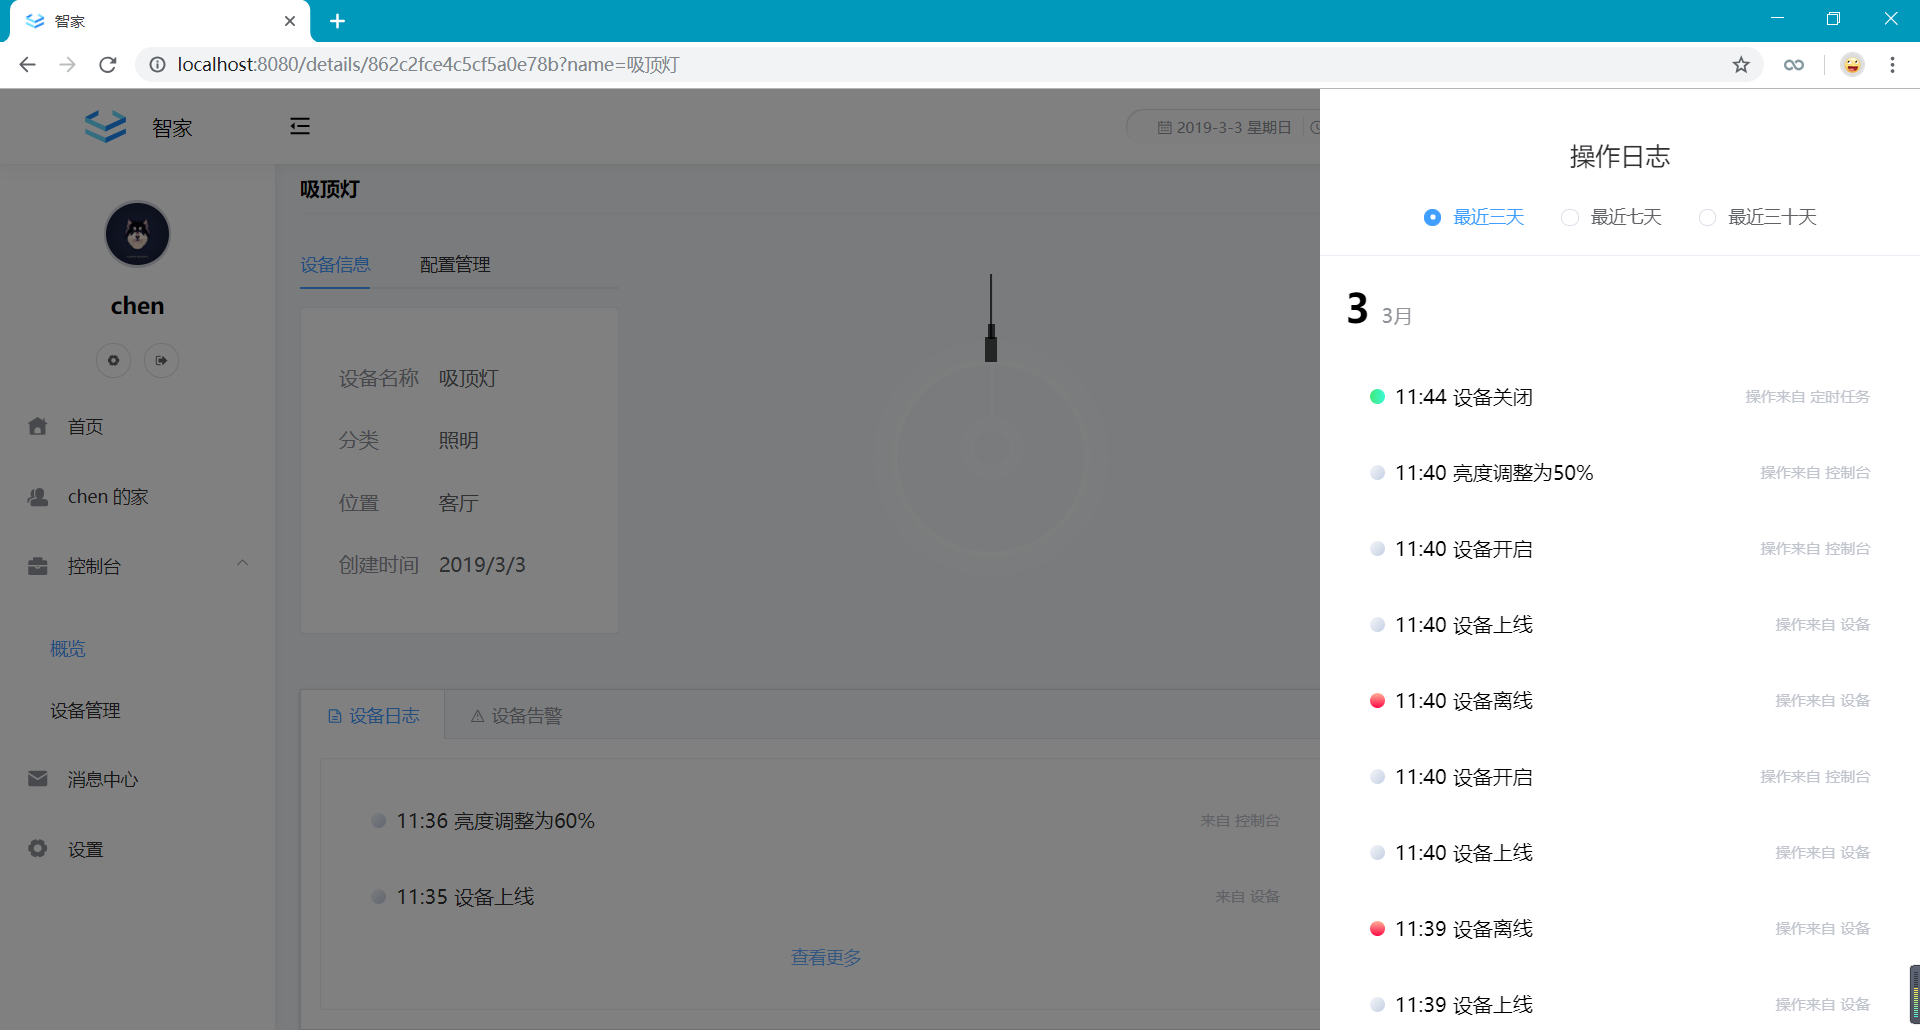 智家
localhost:8080/details/862c2fce4c5cf5a0e78b?name=吸顶灯
智家
2019-3-3 星期日
chen
首页
chen 的家
控制台
概览
设备管理
消息中心
设置
吸顶灯
设备信息 配置管理
设备名称 吸顶灯
分类 照明
位置 客厅
创建时间 2019/3/3
设备日志 设备告警
11:36 亮度调整为60% 来自 控制台
11:35 设备上线 来自 设备
查看更多
操作日志
最近三天 最近七天 最近三十天
3 3月
11:44 设备关闭 操作来自 定时任务
11:40 亮度调整为50% 操作来自 控制台
11:40 设备开启 操作来自 控制台
11:40 设备上线 操作来自 设备
11:40 设备离线 操作来自 设备
11:40 设备开启 操作来自 控制台
11:40 设备上线 操作来自 设备
11:39 设备离线 操作来自 设备
11:39 设备上线 操作来自 设备